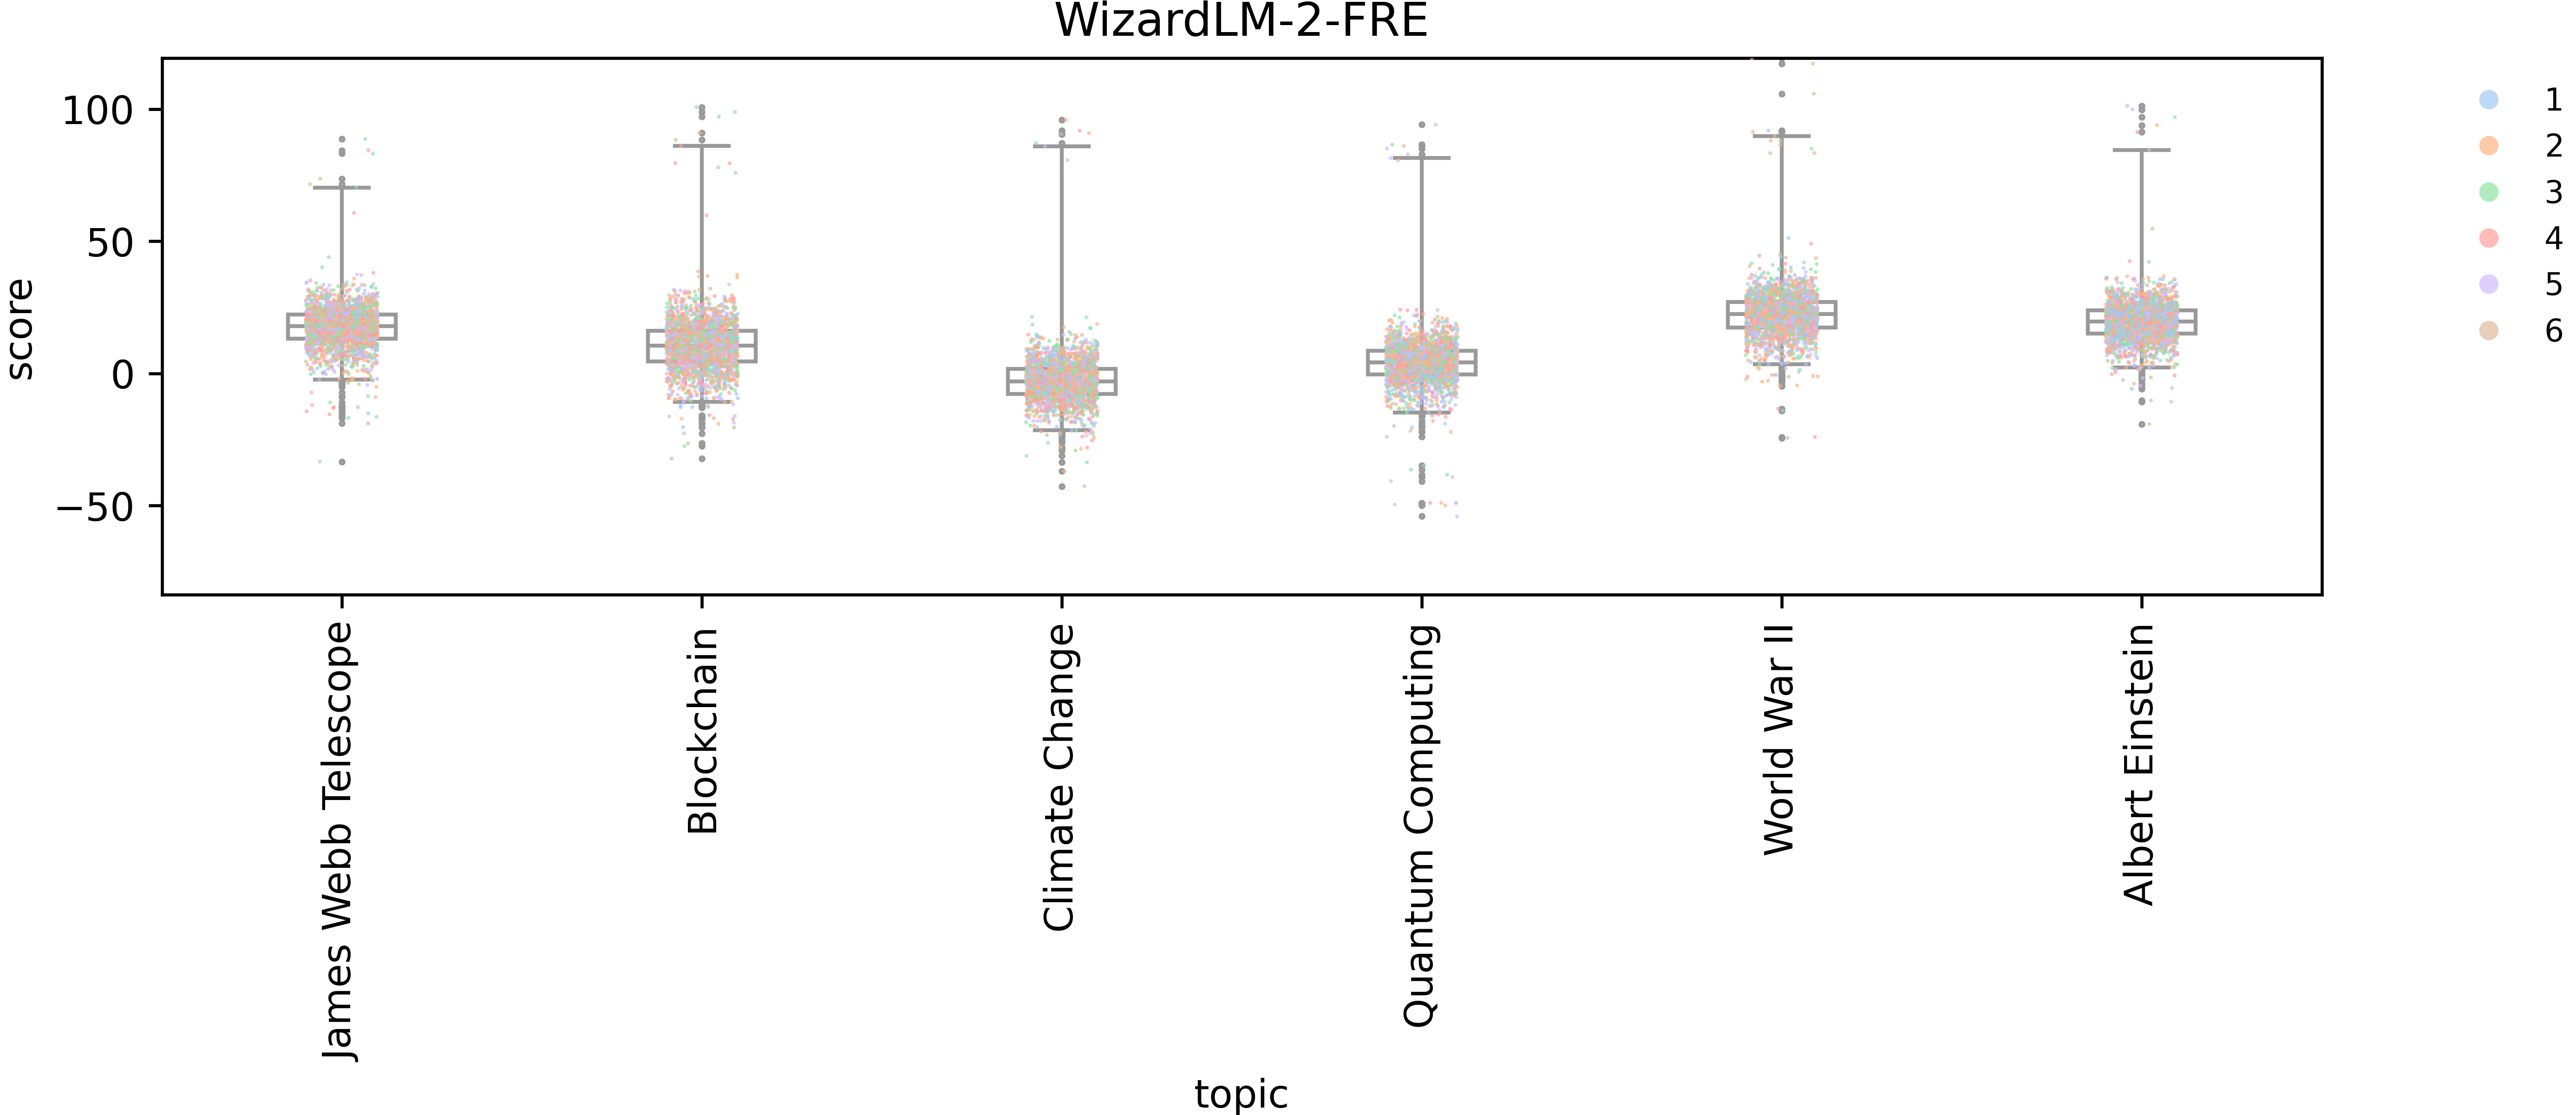 WizardLM-2-FRE
score
100
50
0
−50
James Webb Telescope
Blockchain
Climate Change
Quantum Computing
World War II
Albert Einstein
topic
1
2
3
4
5
6